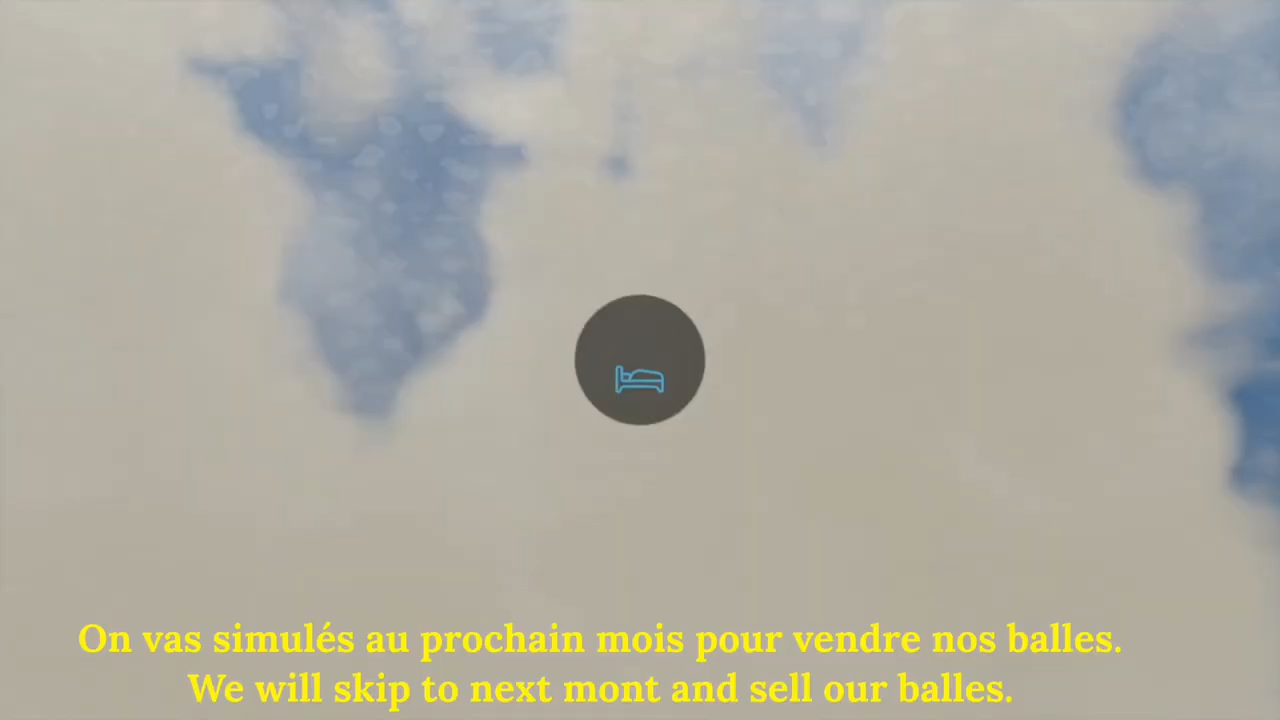 On vas simulés au prochain mois pour vendre nos balles.
We will skip to next mont and sell our balles.